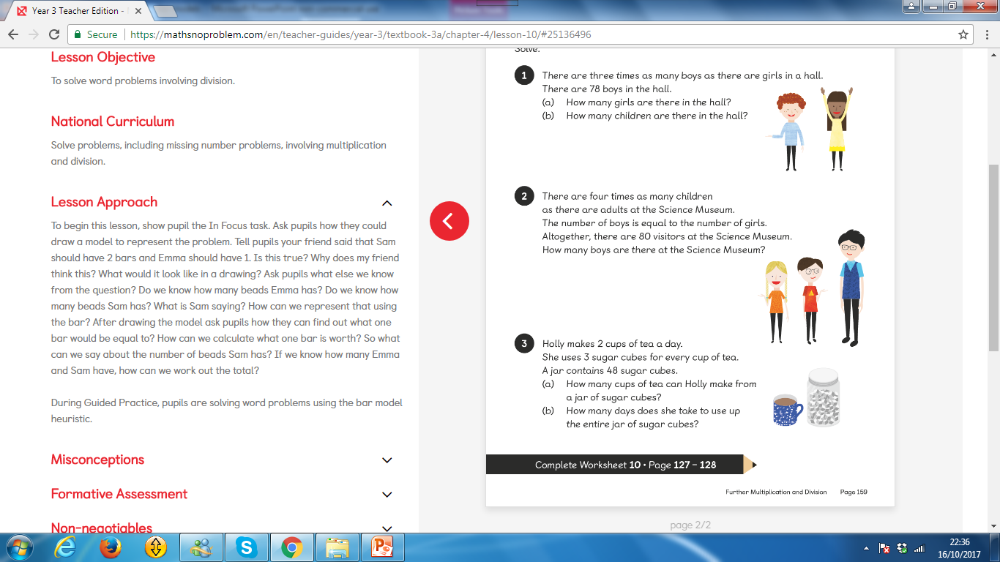 Year 3 Teacher Edition -
Secure
https://mathsnoproblem.com/en/teacher-guides/year-3/textbook-3a/chapter-4/lesson-10/#25136496
Lesson Objective
To solve word problems involving division.
National Curriculum
Solve problems, including missing number problems, involving multiplication
and division.
Lesson Approach
To begin this lesson, show pupil the In Focus task. Ask pupils how they could
draw a model to represent the problem. Tell pupils your friend said that Sam
should have 2 bars and Emma should have 1. Is this true? Why does my friend
think this? What would it look like in a drawing? Ask pupils what else we know
from the question? Do we know how many beads Emma has? Do we know how
many beads Sam has? What is Sam saying? How can we represent that using
the bar? After drawing the model ask pupils how they can find out what one
bar would be equal to? How can we calculate what one bar is worth? So what
can we say about the number of beads Sam has? If we know how many Emma
and Sam have, how can we work out the total?
During Guided Practice, pupils are solving word problems using the bar model
heuristic.
Misconceptions
Formative Assessment
Non-negotiables
Solve.
1 There are three times as many boys as there are girls in a hall.
There are 78 boys in the hall.
(a) How many girls are there in the hall?
(b) How many children are there in the hall?
2 There are four times as many children
as there are adults at the Science Museum.
The number of boys is equal to the number of girls.
Altogether, there are 80 visitors at the Science Museum.
How many boys are there at the Science Museum?
3 Holly makes 2 cups of tea a day.
She uses 3 sugar cubes for every cup of tea.
A jar contains 48 sugar cubes.
(a) How many cups of tea can Holly make from
a jar of sugar cubes?
(b) How many days does she take to use up
the entire jar of sugar cubes?
Complete Worksheet 10 • Page 127 – 128
Further Multiplication and Division Page 159
page 2/2
22:36
16/10/2017